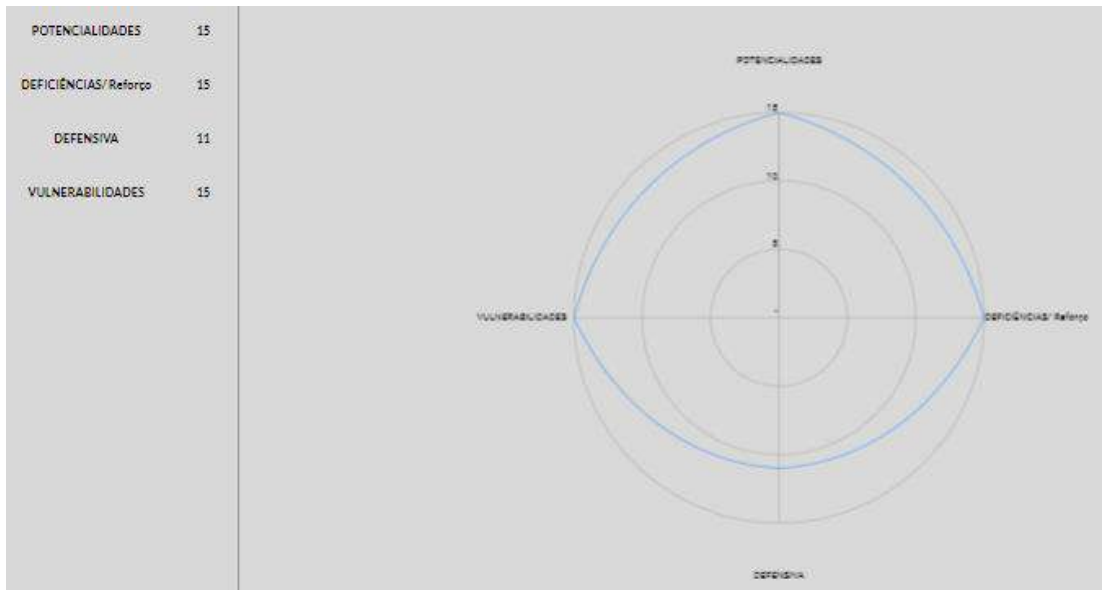 POTENCIALIDADES 15
DEFICIÊNCIAS/Reforço 15
DEFENSIVA 11
VULNERABILIDADES 15
POTENCIALIDADES
15
10
5
VULNERABILIDADES
DEFICIÊNCIAS/ Reforço
DEFENSIVA